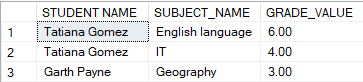 STUDENT NAME SUBJECT_NAME GRADE_VALUE
1 Tatiana Gomez English language 6.00
2 Tatiana Gomez IT 4.00
3 Garth Payne Geography 3.00